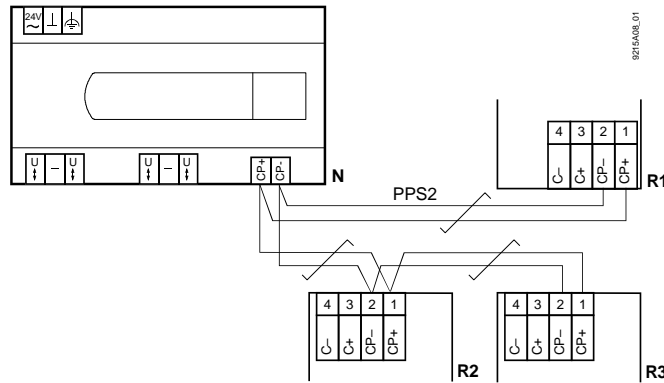 24V ~ ⊥ ⏚
9215A08_01
4 3 2 1
C– C+ CP– CP+
R1
U – U U – U CP+ CP-
N
PPS2
4 3 2 1
C– C+ CP– CP+
R2
4 3 2 1
C– C+ CP– CP+
R3